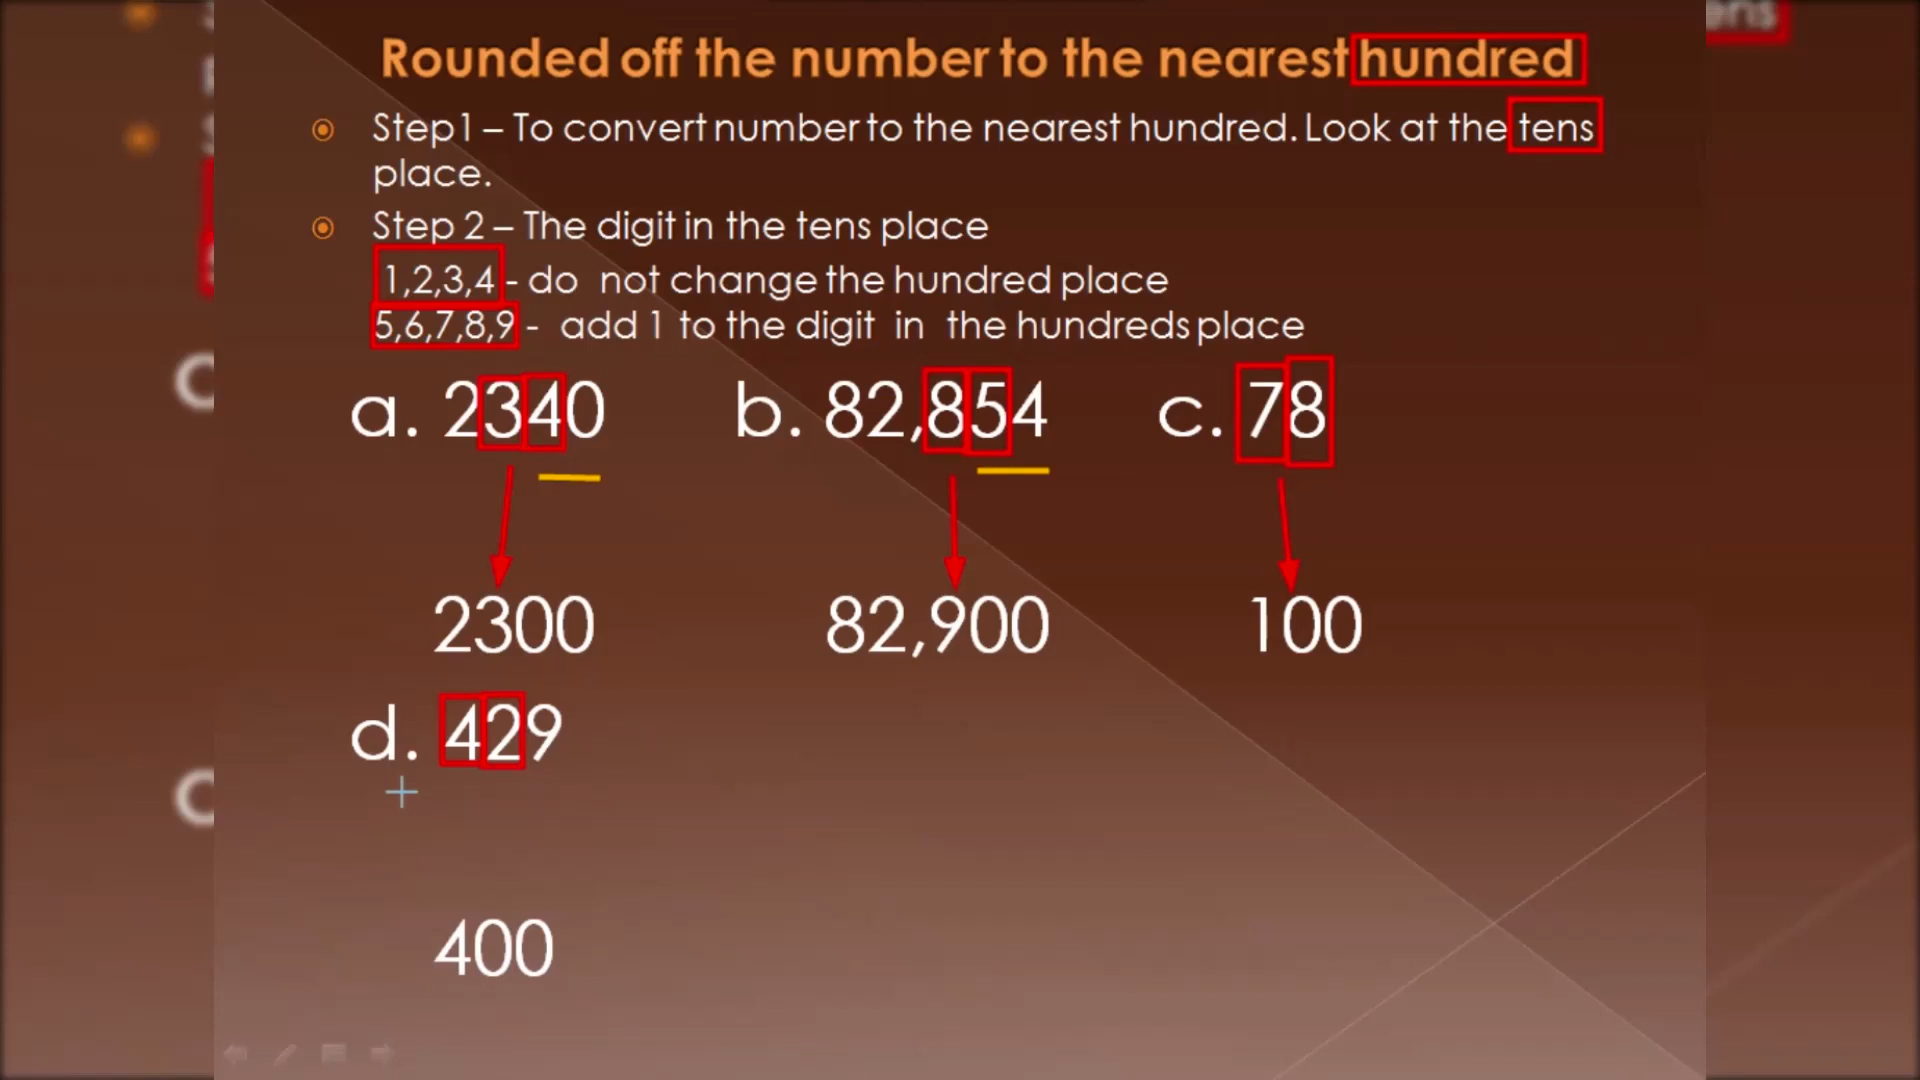 Rounded off the number to the nearest hundred
Step1 – To convert number to the nearest hundred. Look at the tens
place.
Step 2 – The digit in the tens place
1,2,3,4 - do not change the hundred place
5,6,7,8,9 - add 1 to the digit in the hundreds place
a. 2340 b. 82,854 c. 78
2300 82,900 100
d. 429
400